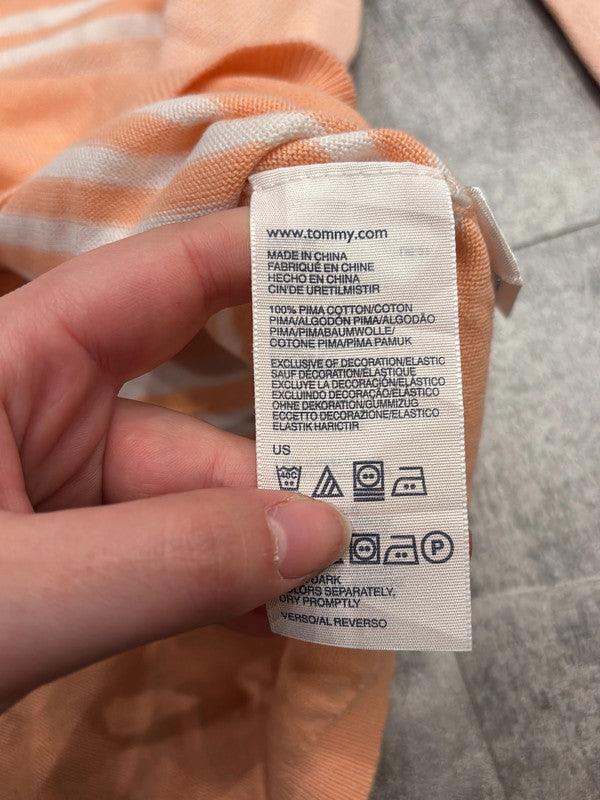 www.tommy.com
MADE IN CHINA
FABRIQUÉ EN CHINE
HECHO EN CHINA
CIN'DE URETILMISTIR
100% PIMA COTTON/COTON
PIMA/ALGODÓN PIMA/ALGODÃO
PIMA/PIMABAUMWOLLE/
COTONE PIMA/PIMA PAMUK
EXCLUSIVE OF DECORATION/ELASTIC
SAUF DECORATION/ÉLASTIQUE
EXCLUYE LA DECORACIÓN/ELÁSTICO
EXCLUINDO DECORAÇÃO/ELÁSTICO
OHNE DEKORATION/GUMMIZUG
ECCETTO DECORAZIONE/ELASTICO
ELASTIK HARICTIR
US
P
DARK
COLORS SEPARATELY,
DRY PROMPTLY
VERSO/AL REVERSO